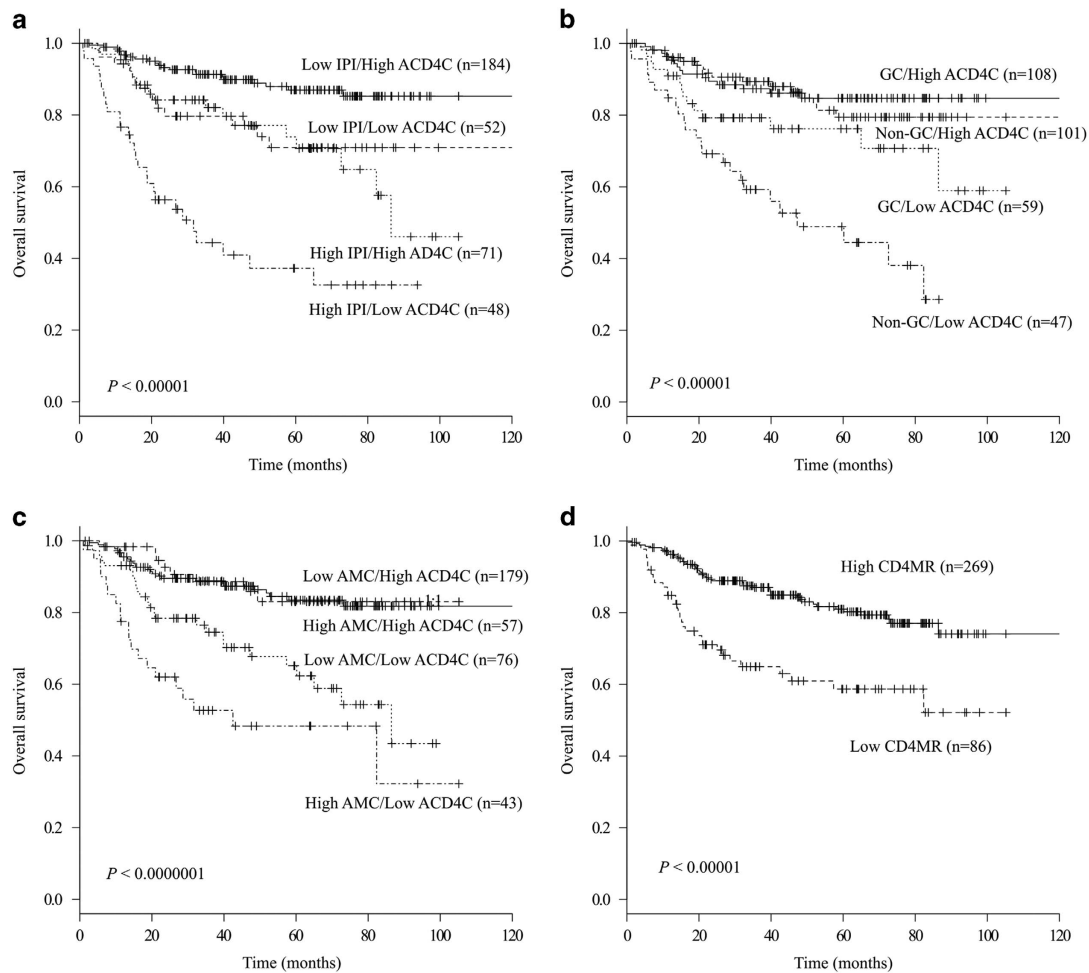 a
1.0
Low IPI/High ACD4C (n=184)
0.8
Low IPI/Low ACD4C (n=52)
0.6
Overall survival
0.4
High IPI/High AD4C (n=71)
High IPI/Low ACD4C (n=48)
0.2
P < 0.00001
0.0
0 20 40 60 80 100 120
Time (months)
b
1.0
GC/High ACD4C (n=108)
0.8
Non-GC/High ACD4C (n=101)
0.6
GC/Low ACD4C (n=59)
Overall survival
0.4
Non-GC/Low ACD4C (n=47)
0.2
P < 0.00001
0.0
0 20 40 60 80 100 120
Time (months)
c
1.0
Low AMC/High ACD4C (n=179)
0.8
High AMC/High ACD4C (n=57)
Low AMC/Low ACD4C (n=76)
0.6
Overall survival
0.4
High AMC/Low ACD4C (n=43)
0.2
P < 0.0000001
0.0
0 20 40 60 80 100 120
Time (months)
d
1.0
High CD4MR (n=269)
0.8
0.6
Overall survival
Low CD4MR (n=86)
0.4
0.2
P < 0.00001
0.0
0 20 40 60 80 100 120
Time (months)